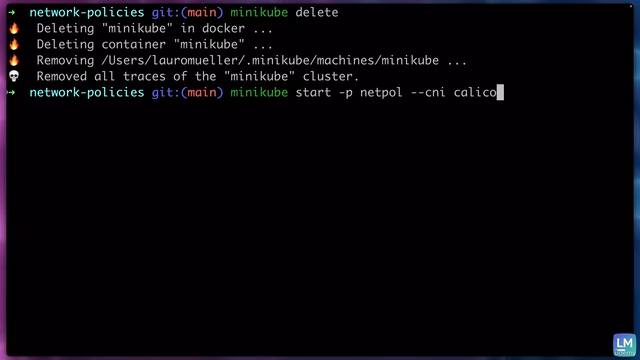 ➜ network-policies git:(main) minikube delete
🔥 Deleting "minikube" in docker ...
🔥 Deleting container "minikube" ...
🔥 Removing /Users/lauromueller/.minikube/machines/minikube ...
💀 Removed all traces of the "minikube" cluster.
➜ network-policies git:(main) minikube start -p netpol --cni calico
LM